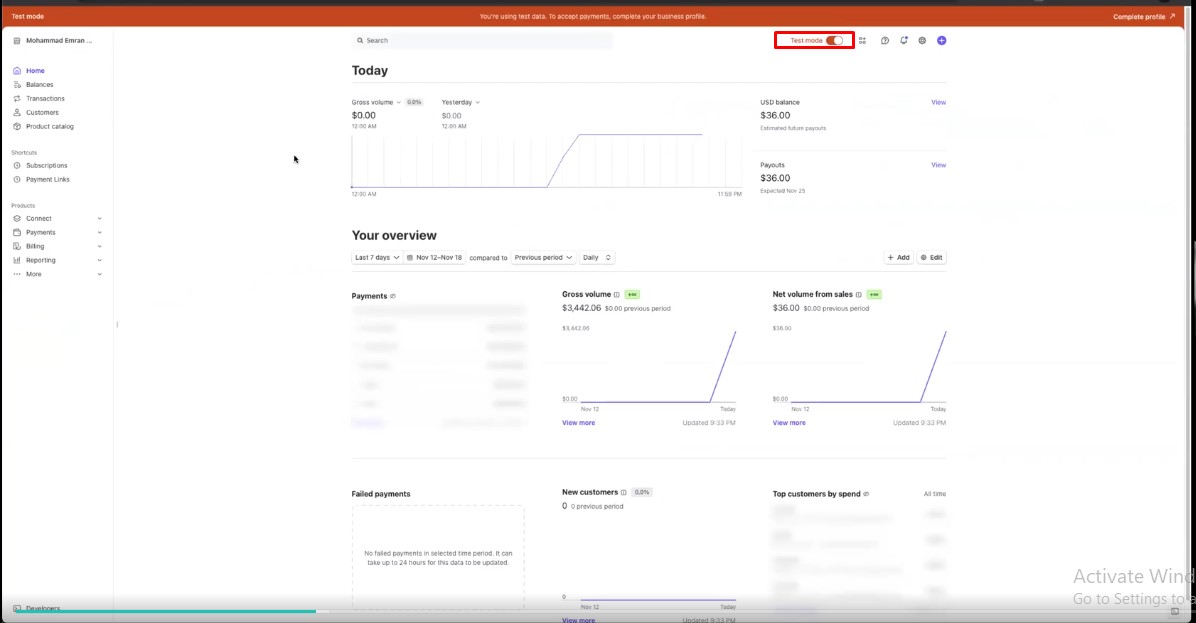 Test mode
You're using test data. To accept payments, complete your business profile.
Complete profile
Mohammad Emran ...
Search
Test mode
Home
Balances
Transactions
Customers
Product catalog
Shortcuts
Subscriptions
Payment Links
Products
Connect
Payments
Billing
Reporting
More
Developers
Today
Gross volume 0.0%
$0.00
12:00 AM
Yesterday
$0.00
12:00 AM
12:00 AM
11:59 PM
USD balance
View
$36.00
Estimated future payouts
Payouts
View
$36.00
Expected Nov 25
Your overview
Last 7 days Nov 12–Nov 18 compared to Previous period Daily
+ Add Edit
Payments
Gross volume
$3,442.06 $0.00 previous period
$3,442.06
$0.00
Nov 12 Today
View more Updated 9:33 PM
Net volume from sales
$36.00 $0.00 previous period
$36.00
$0.00
Nov 12 Today
View more Updated 9:33 PM
Failed payments
No failed payments in selected time period. It can
take up to 24 hours for this data to be updated.
New customers 0.0%
0 0 previous period
0
Nov 12 Today
View more Updated 9:33 PM
Top customers by spend All time
Activate Wind
Go to Settings to a